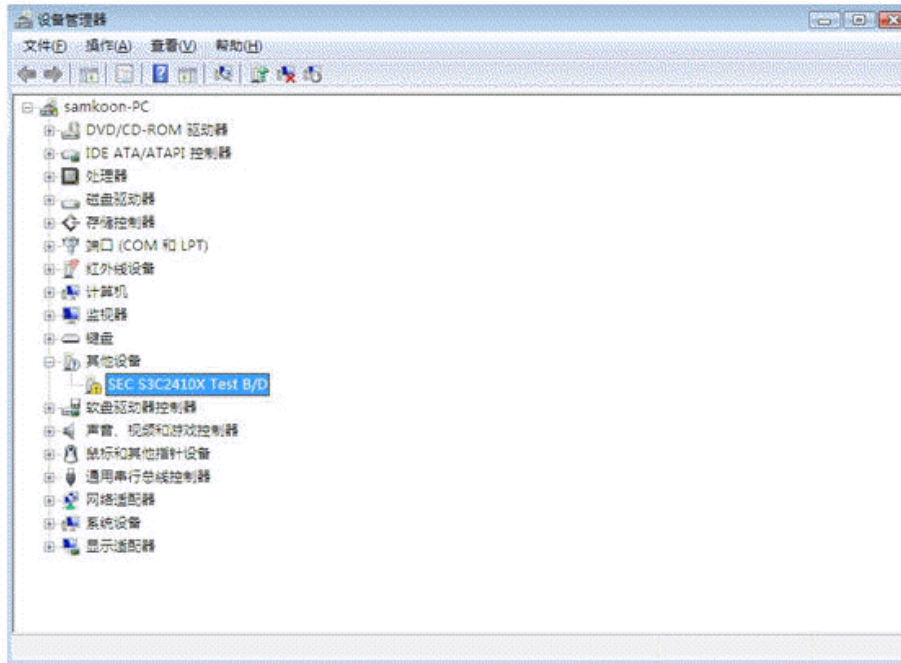 设备管理器
文件(F) 操作(A) 查看(V) 帮助(H)
samkoon-PC
DVD/CD-ROM 驱动器
IDE ATA/ATAPI 控制器
处理器
磁盘驱动器
存储控制器
端口 (COM 和 LPT)
红外线设备
计算机
监视器
键盘
其他设备
SEC S3C2410X Test B/D
软盘驱动器控制器
声音、视频和游戏控制器
鼠标和其他指针设备
通用串行总线控制器
网络适配器
系统设备
显示适配器